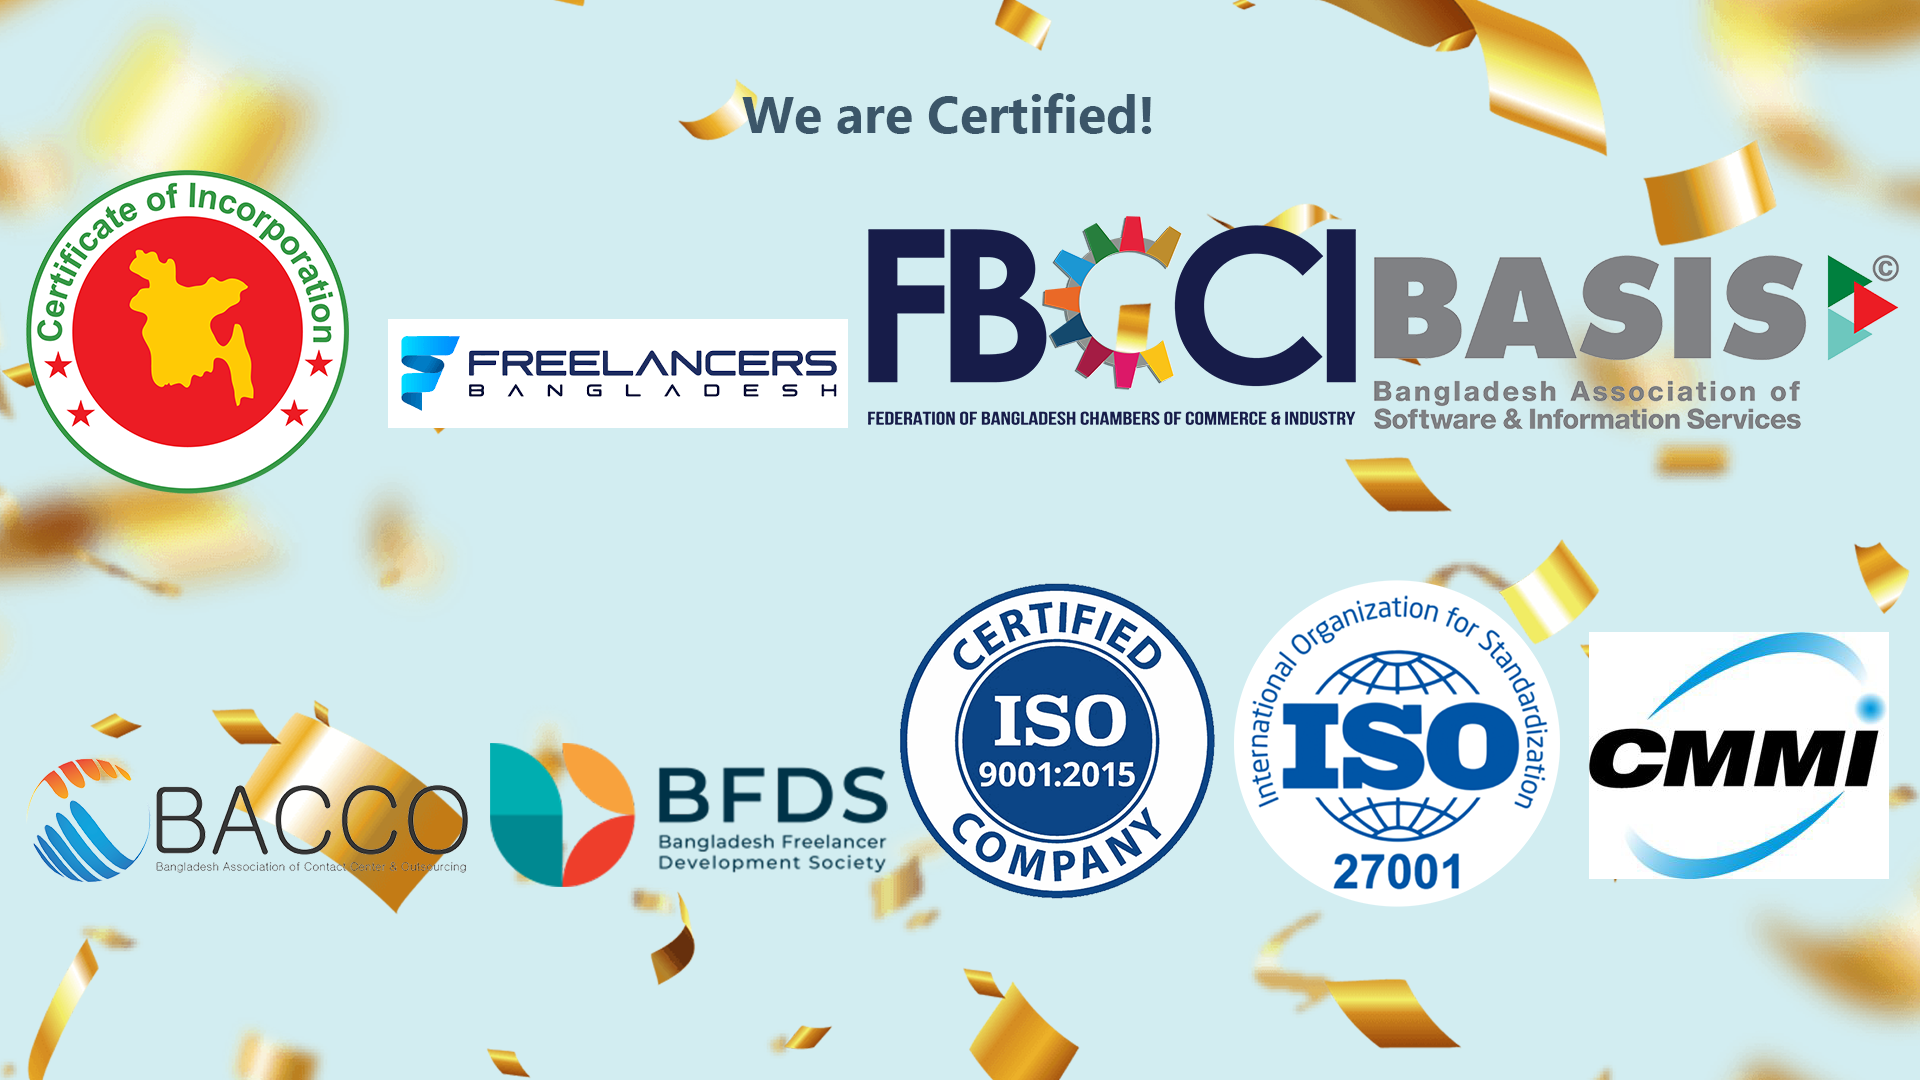 We are Certified!
Certificate of Incorporation
FREELANCERS
BANGLADESH
FBCCI
FEDERATION OF BANGLADESH CHAMBERS OF COMMERCE & INDUSTRY
BASIS ©
Bangladesh Association of
Software & Information Services
BACCO
Bangladesh Association of Contact Center & Outsourcing
BFDS
Bangladesh Freelancer
Development Society
CERTIFIED
ISO
9001:2015
COMPANY
International Organization for Standardization
ISO
27001
CMMI